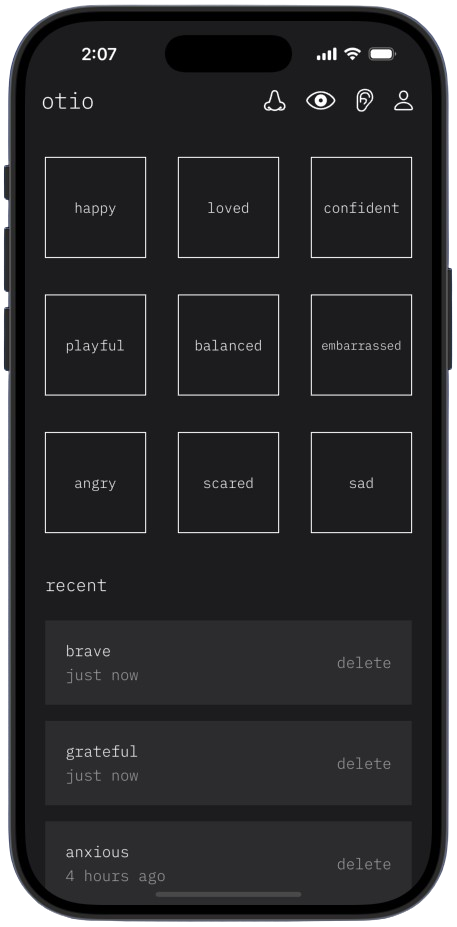 2:07
otio
happy
loved
confident
playful
balanced
embarrassed
angry
scared
sad
recent
brave
just now
delete
grateful
just now
delete
anxious
4 hours ago
delete